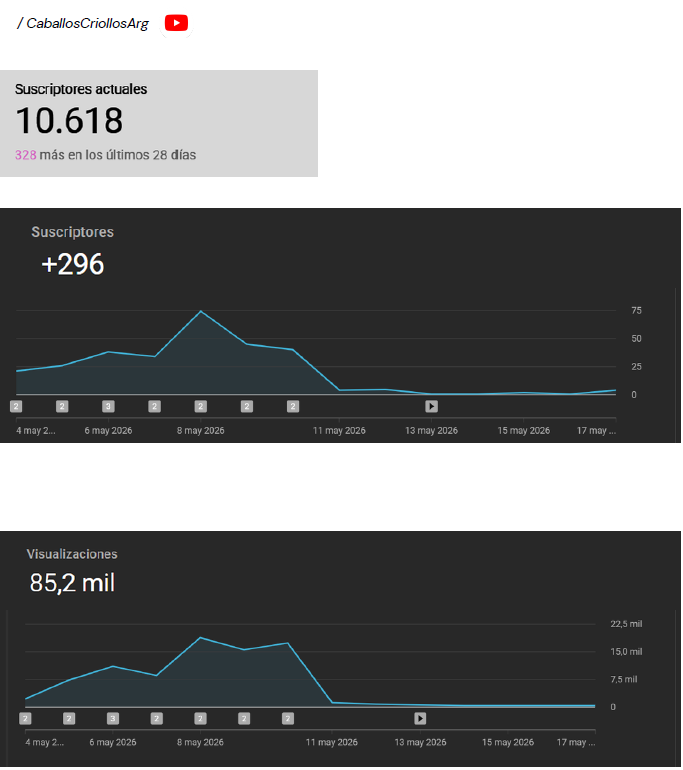 / CaballosCriollosArg
Suscriptores actuales
10.618
328 más en los últimos 28 días
Suscriptores
+296
75
50
25
0
2 2 3 2 2 2 2
4 may 2... 6 may 2026 8 may 2026 11 may 2026 13 may 2026 15 may 2026 17 may ...
Visualizaciones
85,2 mil
22,5 mil
15,0 mil
7,5 mil
0
2 2 3 2 2 2 2
4 may 2... 6 may 2026 8 may 2026 11 may 2026 13 may 2026 15 may 2026 17 may ...